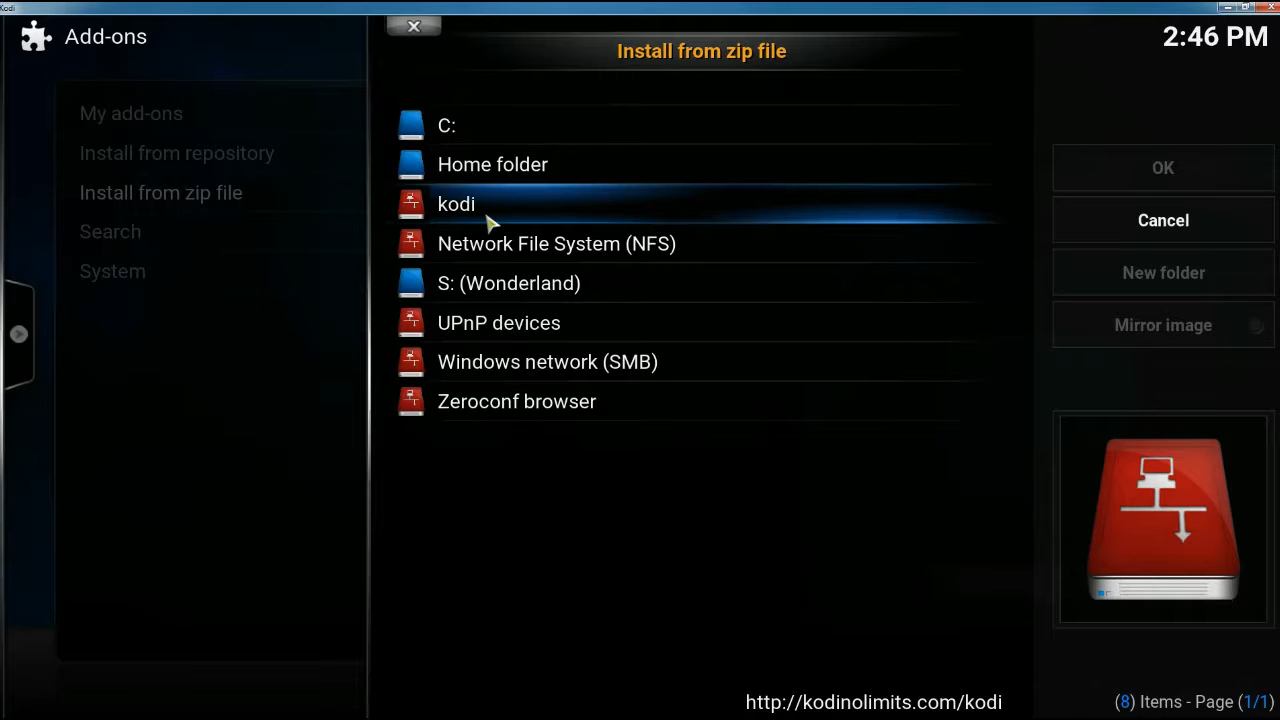 Kodi
Add-ons
2:46 PM
My add-ons
Install from repository
Install from zip file
Search
System
Install from zip file
C:
Home folder
kodi
Network File System (NFS)
S: (Wonderland)
UPnP devices
Windows network (SMB)
Zeroconf browser
OK
Cancel
New folder
Mirror image
http://kodinolimits.com/kodi
(8) Items - Page (1/1)